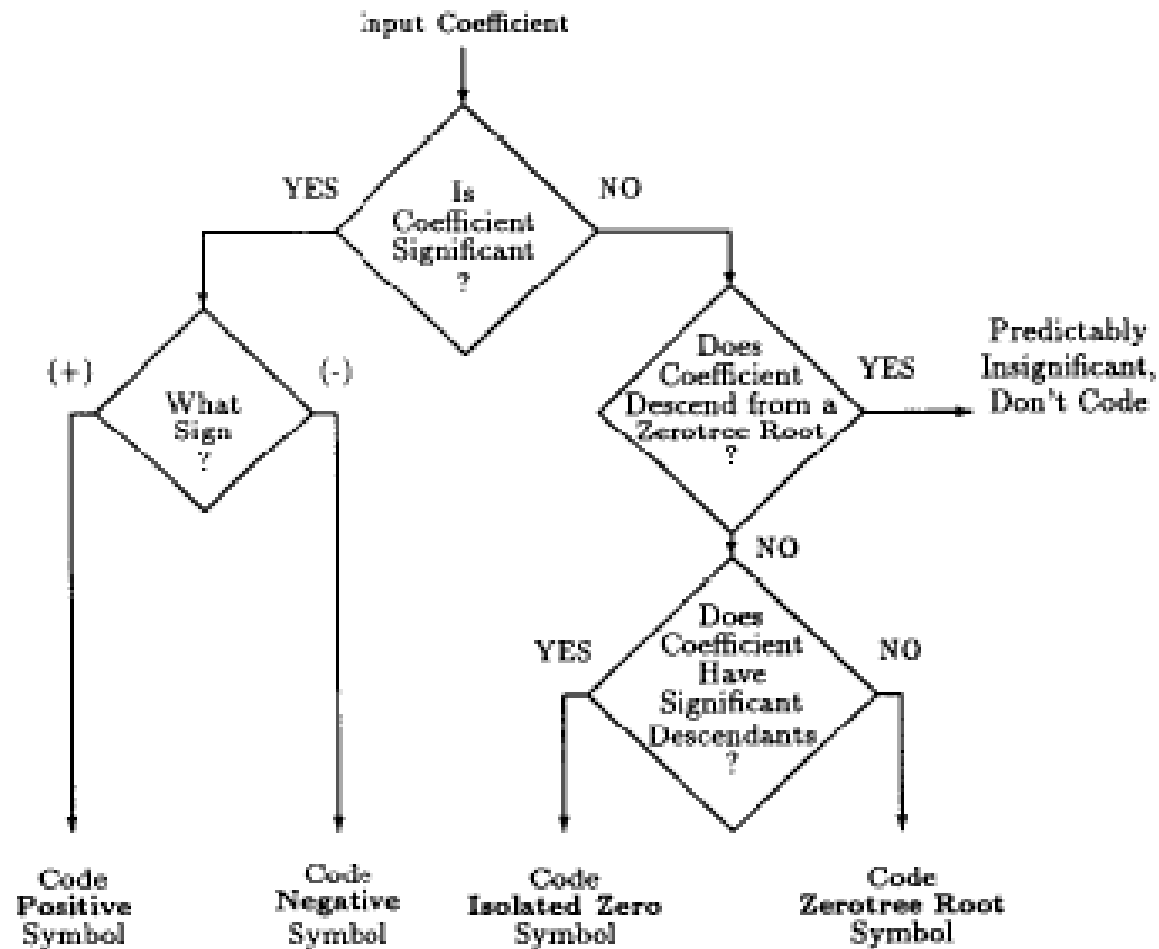 Input Coefficient
YES
NO
Is
Coefficient
Significant
?
(+)
(-)
What
Sign
?
Does
Coefficient
Descend from a
Zerotree Root
?
YES
Predictably
Insignificant,
Don't Code
NO
YES
NO
Does
Coefficient
Have
Significant
Descendants
?
Code
Positive
Symbol
Code
Negative
Symbol
Code
Isolated Zero
Symbol
Code
Zerotree Root
Symbol